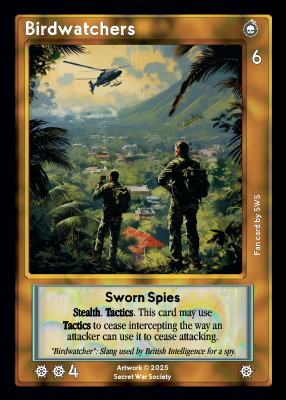 Birdwatchers
6
Fan card by SWS
Sworn Spies
Stealth. Tactics. This card may use
Tactics to cease intercepting the way an
attacker can use it to cease attacking.
"Birdwatcher": Slang used by British Intelligence for a spy.
4
Artwork © 2025
Secret War Society